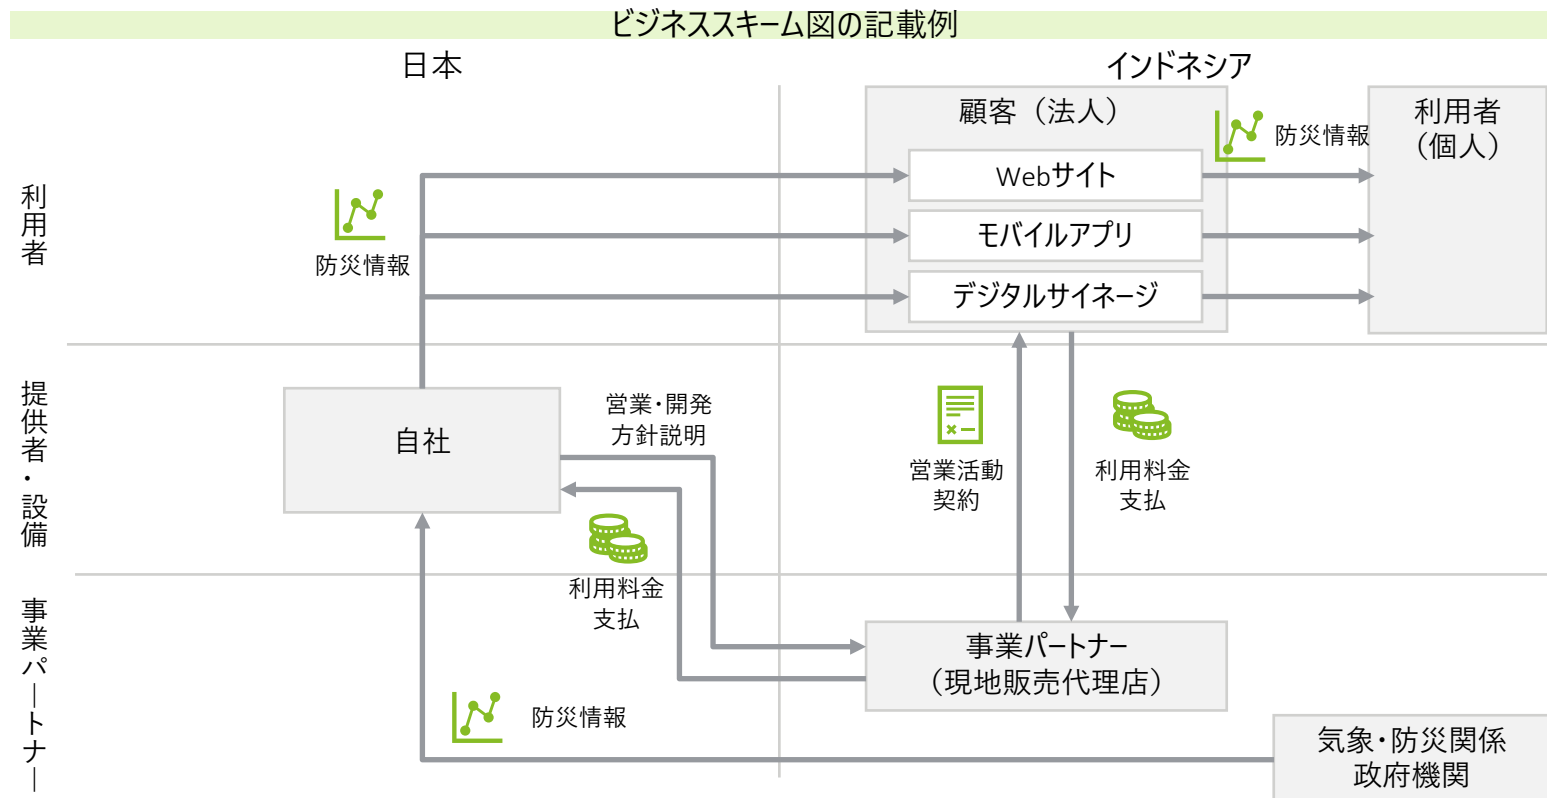 ビジネススキーム図の記載例
日本
インドネシア
利用者
顧客（法人）
Webサイト
モバイルアプリ
デジタルサイネージ
防災情報
利用者
（個人）
防災情報
提供者・設備
自社
営業・開発
方針説明
営業活動
契約
利用料金
支払
利用料金
支払
事業パートナー
事業パートナー
（現地販売代理店）
防災情報
気象・防災関係
政府機関